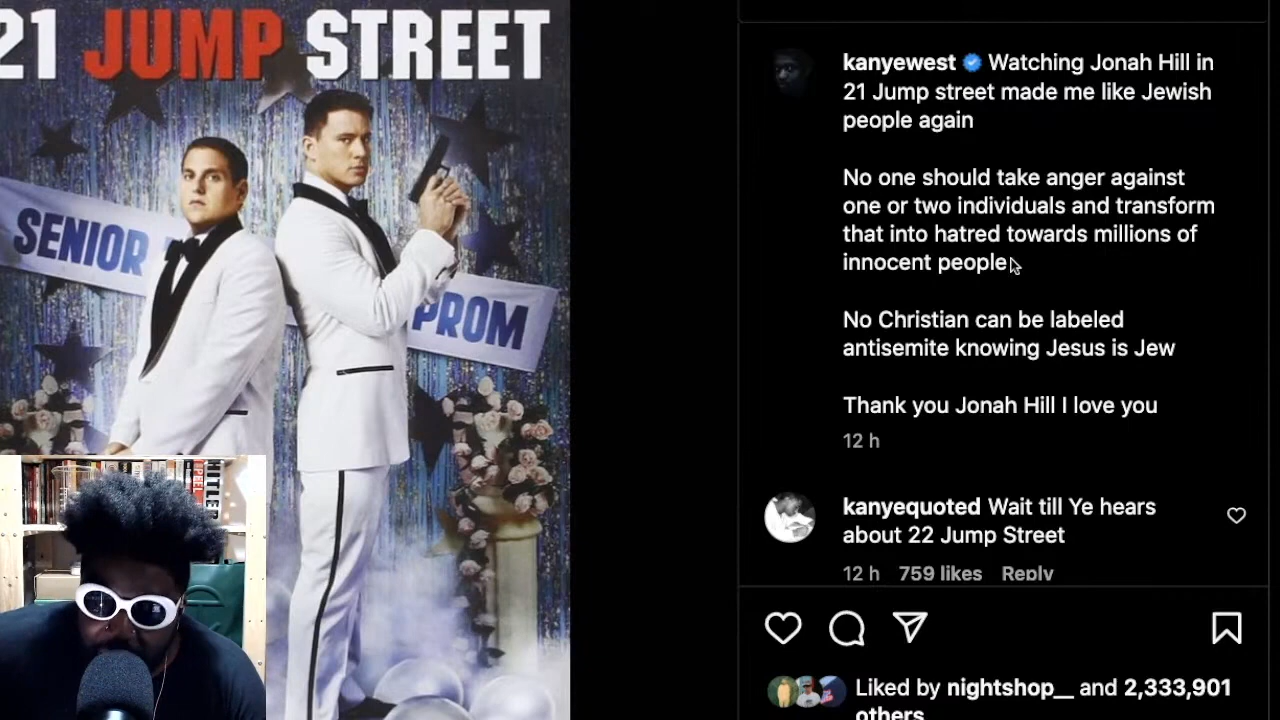 21 JUMP STREET
SENIOR
PROM
kanyewest Watching Jonah Hill in
21 Jump street made me like Jewish
people again
No one should take anger against
one or two individuals and transform
that into hatred towards millions of
innocent people
No Christian can be labeled
antisemite knowing Jesus is Jew
Thank you Jonah Hill I love you
12 h
kanyequoted Wait till Ye hears
about 22 Jump Street
12 h 759 likes Reply
Liked by nightshop__ and 2,333,901
others